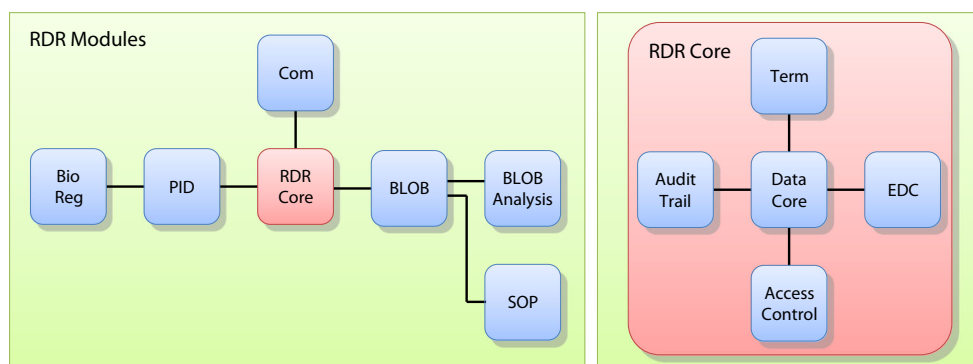 RDR Modules
Com
Bio
Reg
PID
RDR
Core
BLOB
BLOB
Analysis
SOP
RDR Core
Term
Audit
Trail
Data
Core
EDC
Access
Control